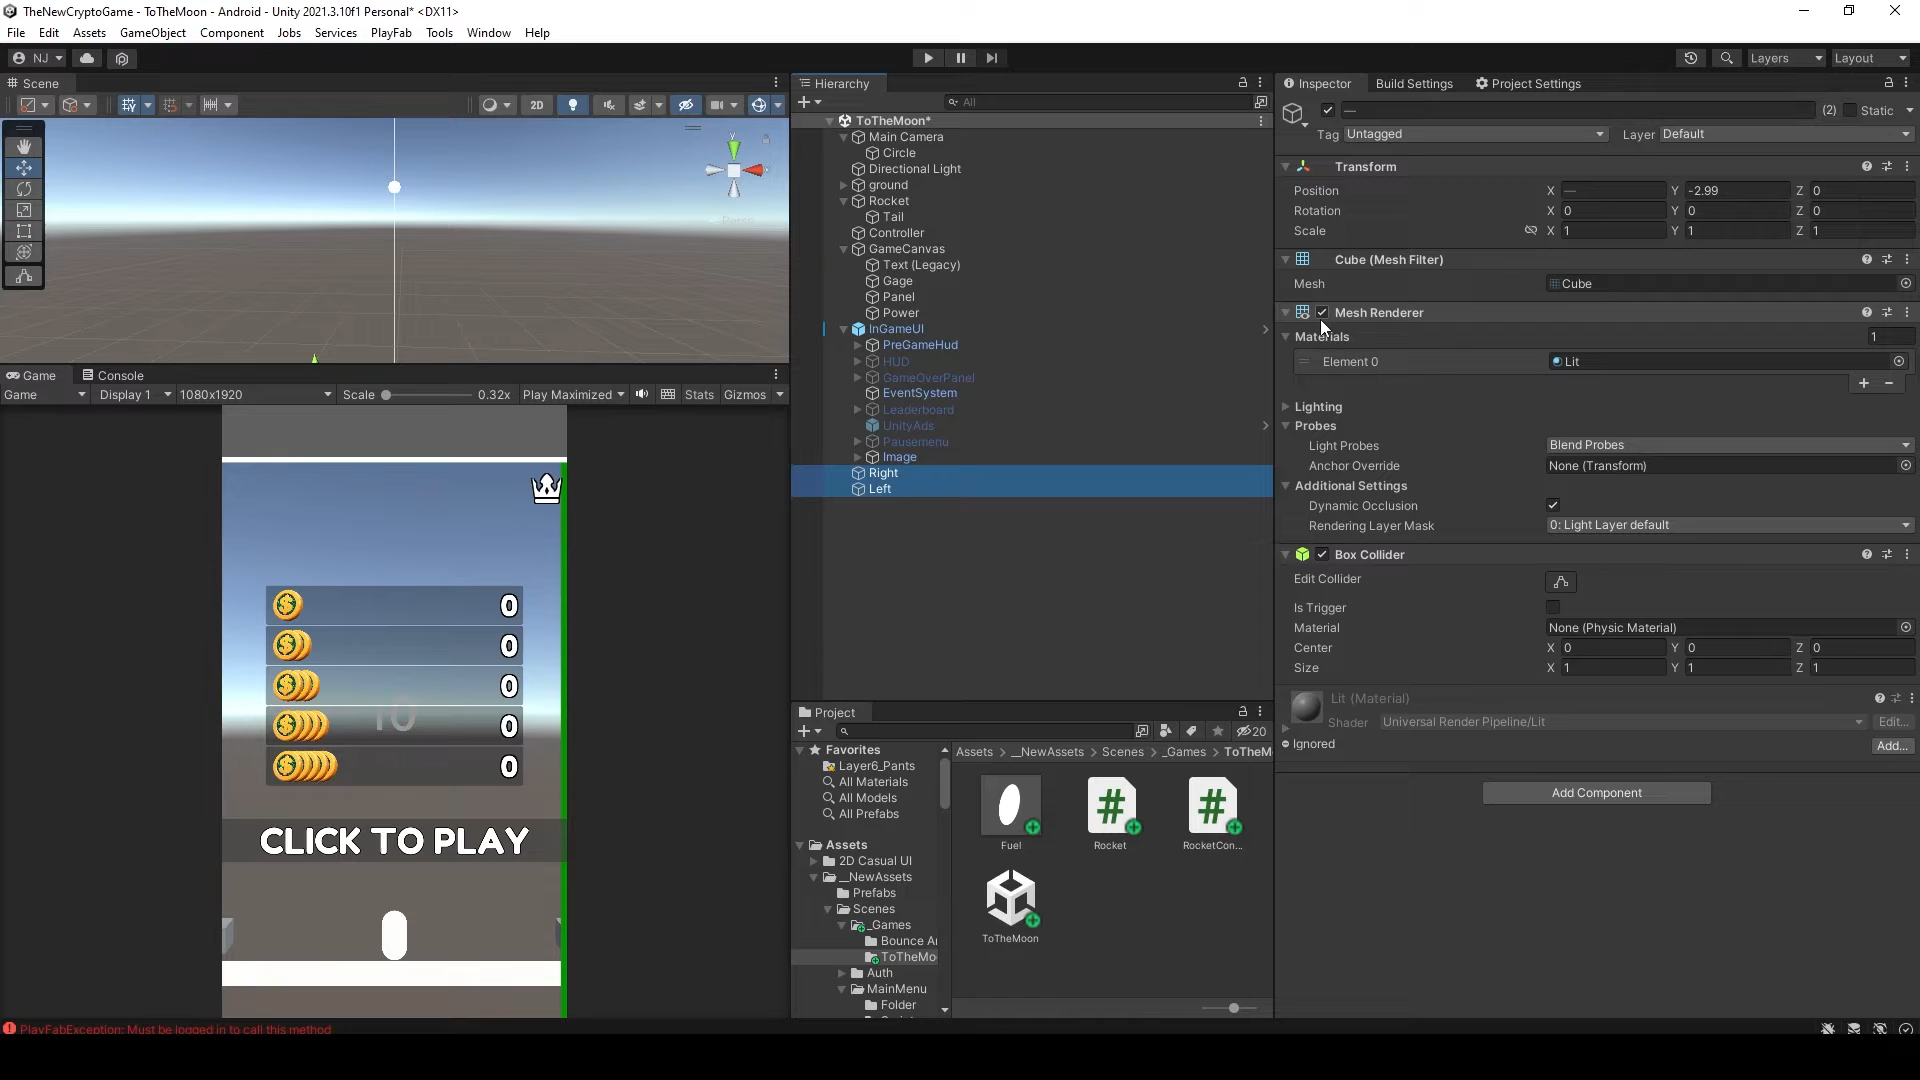 TheNewCryptoGame - ToTheMoon - Android - Unity 2021.3.10f1 Personal* <DX11>
File Edit Assets GameObject Component Jobs Services PlayFab Tools Window Help
NJ
Layers
Layout
Scene
2D
Persp
Game
Console
Game
Display 1
1080x1920
Scale
0.32x
Play Maximized
Stats
Gizmos
0
0
0
0
0
CLICK TO PLAY
PlayFabException: Must be logged in to call this method
Hierarchy
All
ToTheMoon*
Main Camera
Circle
Directional Light
ground
Rocket
Tail
Controller
GameCanvas
Text (Legacy)
Gage
Panel
Power
InGameUI
PreGameHud
HUD
GameOverPanel
EventSystem
Leaderboard
UnityAds
Pausemenu
Image
Right
Left
Project
20
Favorites
Layer6_Pants
All Materials
All Models
All Prefabs
Assets
2D Casual UI
__NewAssets
Prefabs
Scenes
_Games
Bounce A
ToTheMo
Auth
MainMenu
Folder
Assets > __NewAssets > Scenes > _Games > ToTheM
Fuel
Rocket
RocketCon...
ToTheMoon
Inspector
Build Settings
Project Settings
—
(2)
Static
Tag Untagged
Layer Default
Transform
Position X — Y -2.99 Z 0
Rotation X 0 Y 0 Z 0
Scale X 1 Y 1 Z 1
Cube (Mesh Filter)
Mesh Cube
Mesh Renderer
Materials 1
Element 0 Lit
Lighting
Probes
Light Probes Blend Probes
Anchor Override None (Transform)
Additional Settings
Dynamic Occlusion
Rendering Layer Mask 0: Light Layer default
Box Collider
Edit Collider
Is Trigger
Material None (Physic Material)
Center X 0 Y 0 Z 0
Size X 1 Y 1 Z 1
Lit (Material)
Shader Universal Render Pipeline/Lit Edit...
Ignored
Add...
Add Component